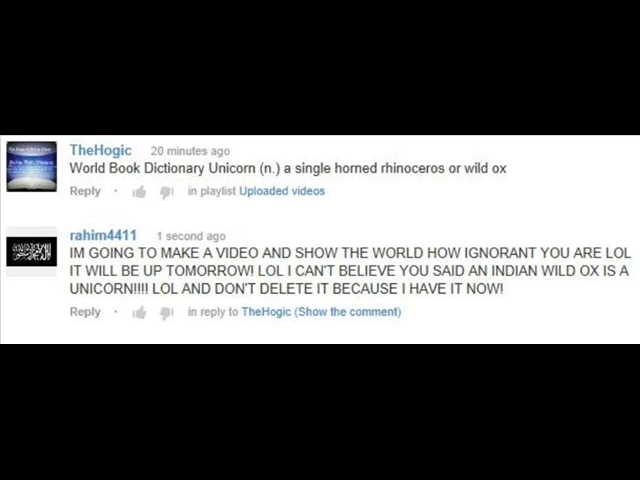 TheHogic 20 minutes ago
World Book Dictionary Unicorn (n.) a single horned rhinoceros or wild ox
Reply · in playlist Uploaded videos
rahim4411 1 second ago
IM GOING TO MAKE A VIDEO AND SHOW THE WORLD HOW IGNORANT YOU ARE LOL
IT WILL BE UP TOMORROW! LOL I CAN'T BELIEVE YOU SAID AN INDIAN WILD OX IS A
UNICORN!!!! LOL AND DON'T DELETE IT BECAUSE I HAVE IT NOW!
Reply · in reply to TheHogic (Show the comment)